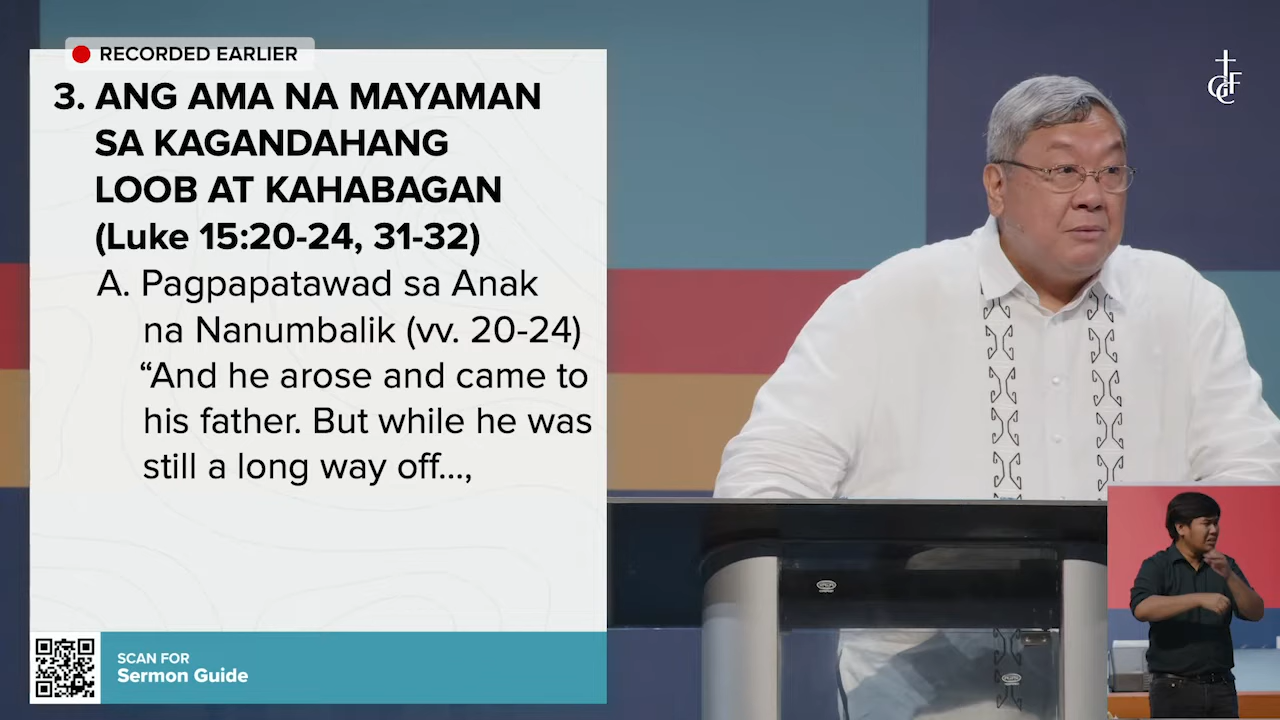 RECORDED EARLIER
3. ANG AMA NA MAYAMAN
SA KAGANDAHANG
LOOB AT KAHABAGAN
(Luke 15:20-24, 31-32)
A. Pagpapatawad sa Anak
na Nanumbalik (vv. 20-24)
“And he arose and came to
his father. But while he was
still a long way off...,
SCAN FOR
Sermon Guide